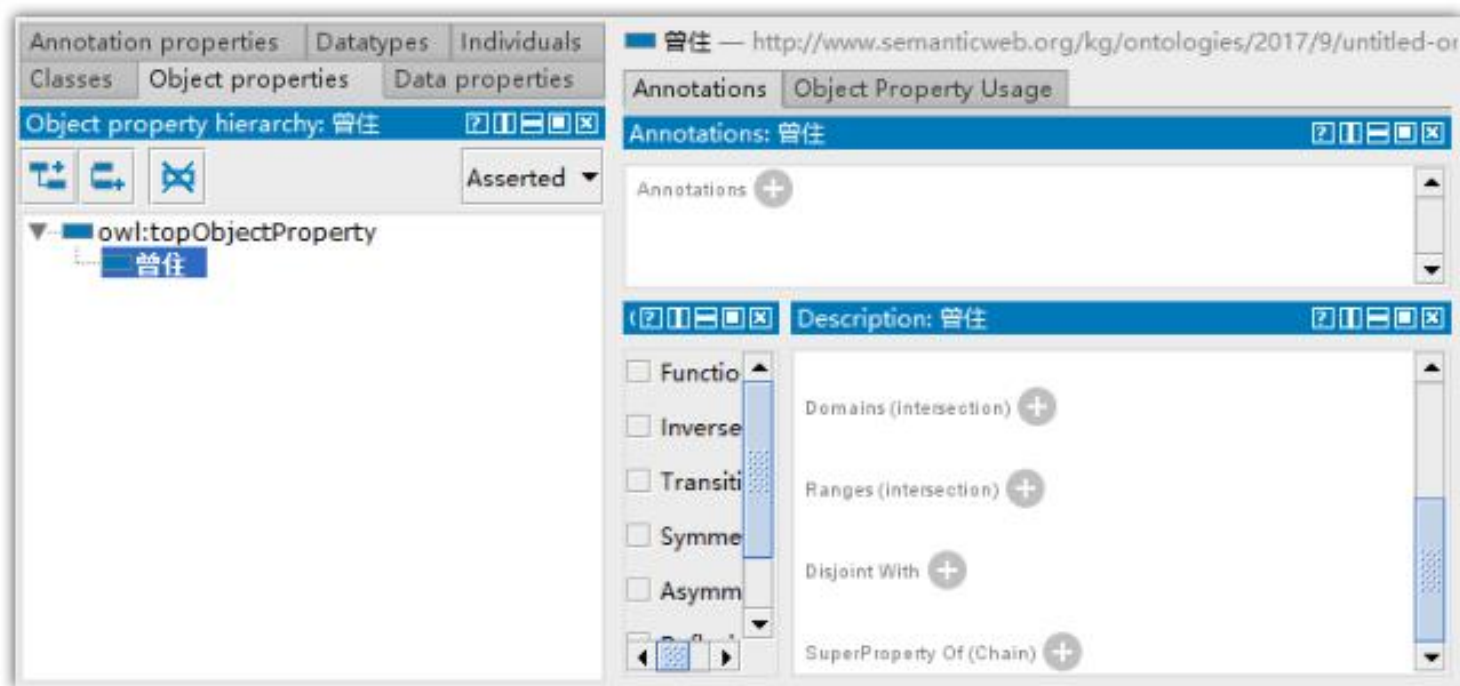 Annotation properties Datatypes Individuals
Classes Object properties Data properties
Object property hierarchy: 曾住
Asserted
owl:topObjectProperty
曾住
曾住 — http://www.semanticweb.org/kg/ontologies/2017/9/untitled-or
Annotations Object Property Usage
Annotations: 曾住
Annotations
Functio
Inverse
Transiti
Symme
Asymm
Description: 曾住
Domains (intersection)
Ranges (intersection)
Disjoint With
SuperProperty Of (Chain)